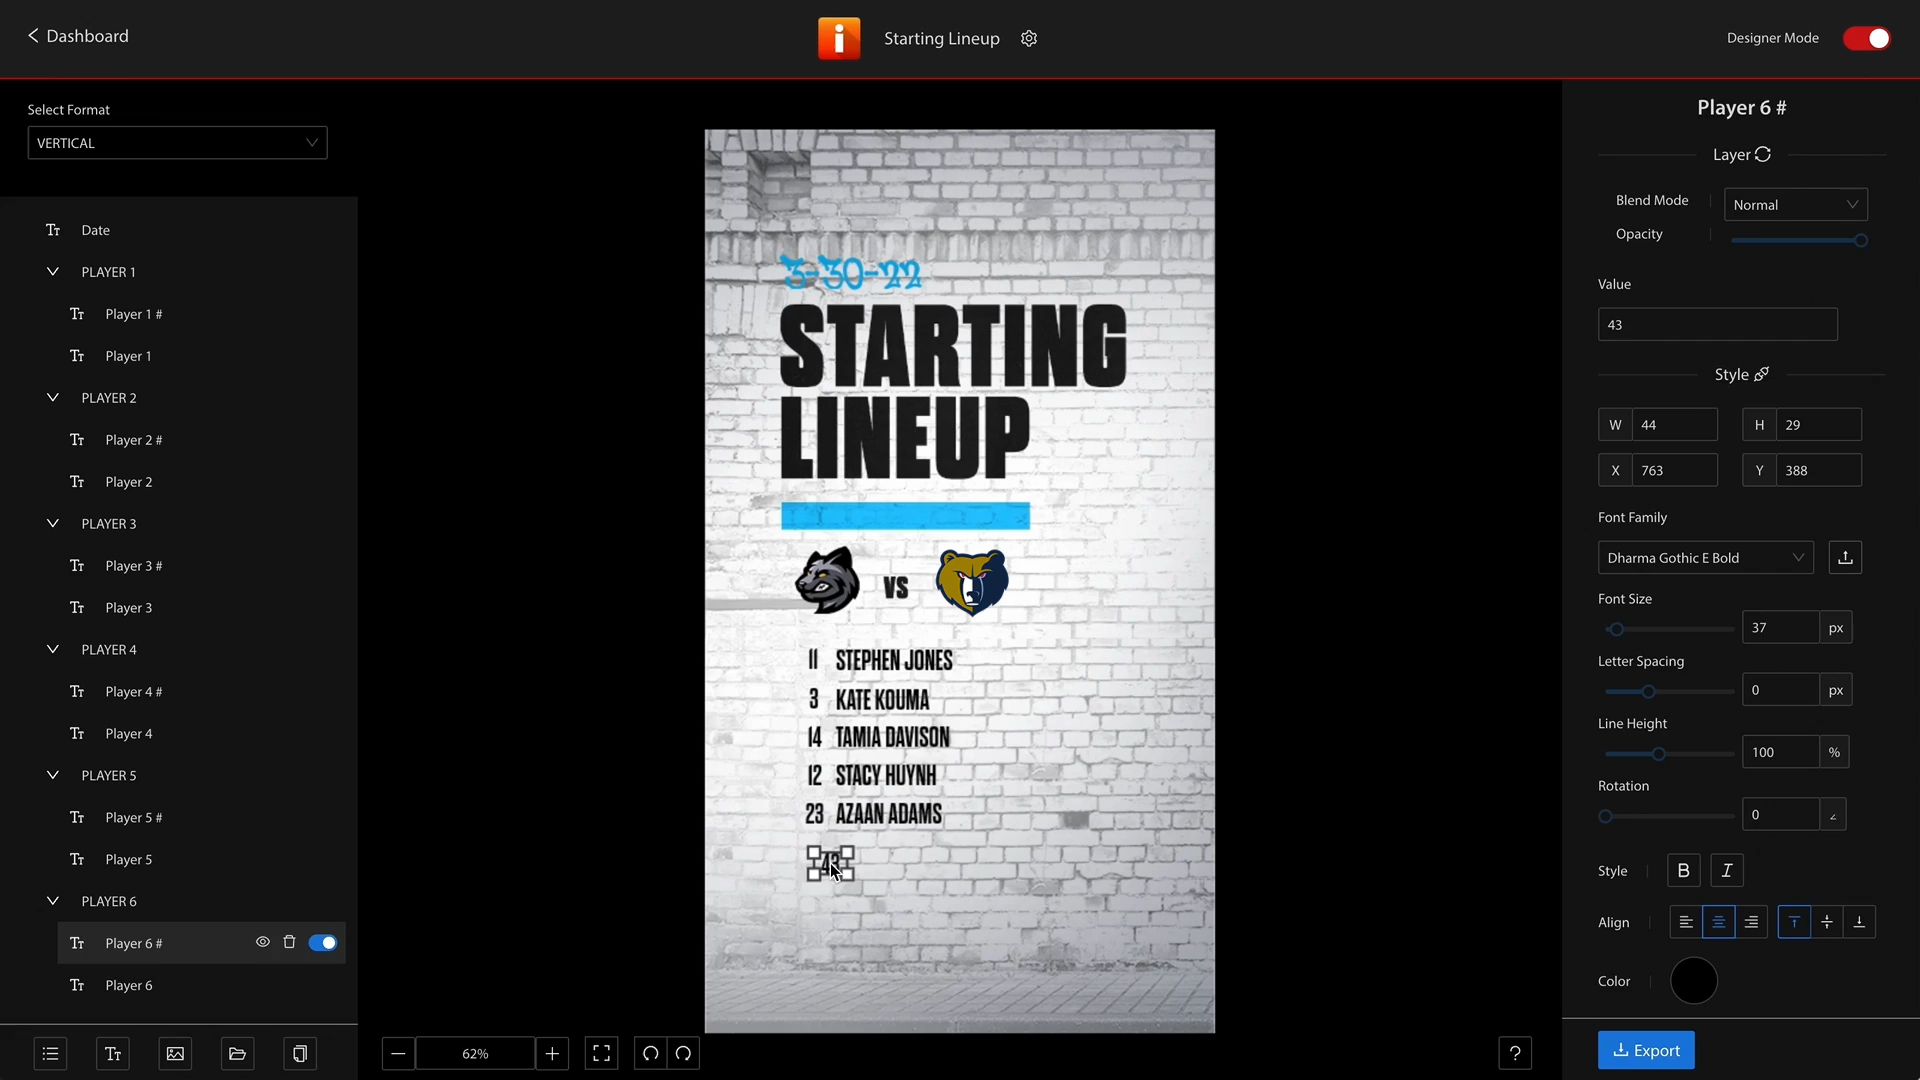 Dashboard
Starting Lineup
Designer Mode
Select Format
VERTICAL
Date
PLAYER 1
Player 1 #
Player 1
PLAYER 2
Player 2 #
Player 2
PLAYER 3
Player 3 #
Player 3
PLAYER 4
Player 4 #
Player 4
PLAYER 5
Player 5 #
Player 5
PLAYER 6
Player 6 #
Player 6
62%
3-30-22
STARTING
LINEUP
VS
11 STEPHEN JONES
3 KATE KOUMA
14 TAMIA DAVISON
12 STACY HUYNH
23 AZAAN ADAMS
43
?
Player 6 #
Layer
Blend Mode Normal
Opacity
Value
43
Style
W 44 H 29
X 763 Y 388
Font Family
Dharma Gothic E Bold
Font Size
37 px
Letter Spacing
0 px
Line Height
100 %
Rotation
0
Style B I
Align
Color
Export